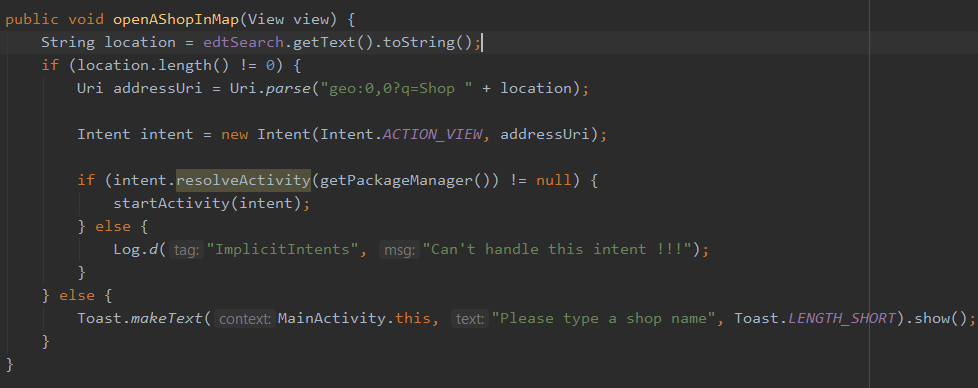 public void openAShopInMap(View view) {
String location = edtSearch.getText().toString();
if (location.length() != 0) {
Uri addressUri = Uri.parse("geo:0,0?q=Shop " + location);
Intent intent = new Intent(Intent.ACTION_VIEW, addressUri);
if (intent.resolveActivity(getPackageManager()) != null) {
startActivity(intent);
} else {
Log.d( tag: "ImplicitIntents", msg: "Can't handle this intent !!!");
}
} else {
Toast.makeText( context: MainActivity.this, text: "Please type a shop name", Toast.LENGTH_SHORT).show();
}
}